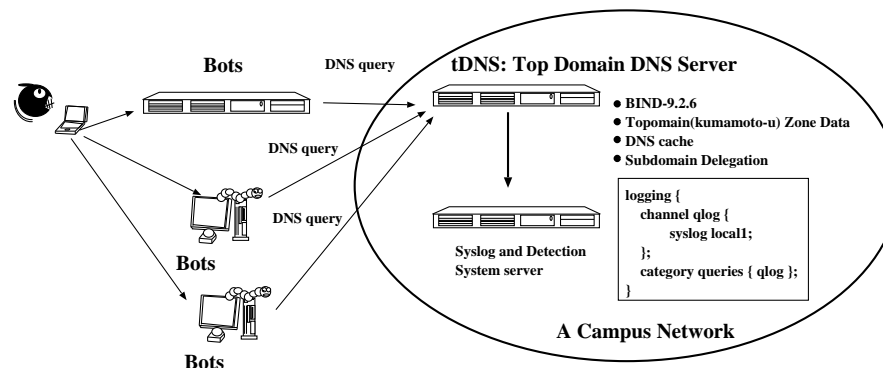 Bots
DNS query
tDNS: Top Domain DNS Server
BIND-9.2.6
Topomain(kumamoto-u) Zone Data
DNS cache
Subdomain Delegation
DNS query
DNS query
Bots
Bots
Syslog and Detection
System server
logging {
channel qlog {
syslog local1;
};
category queries { qlog };
}
A Campus Network